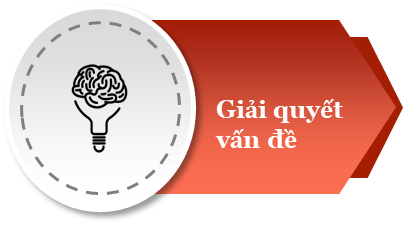 Giải quyết
vấn đề